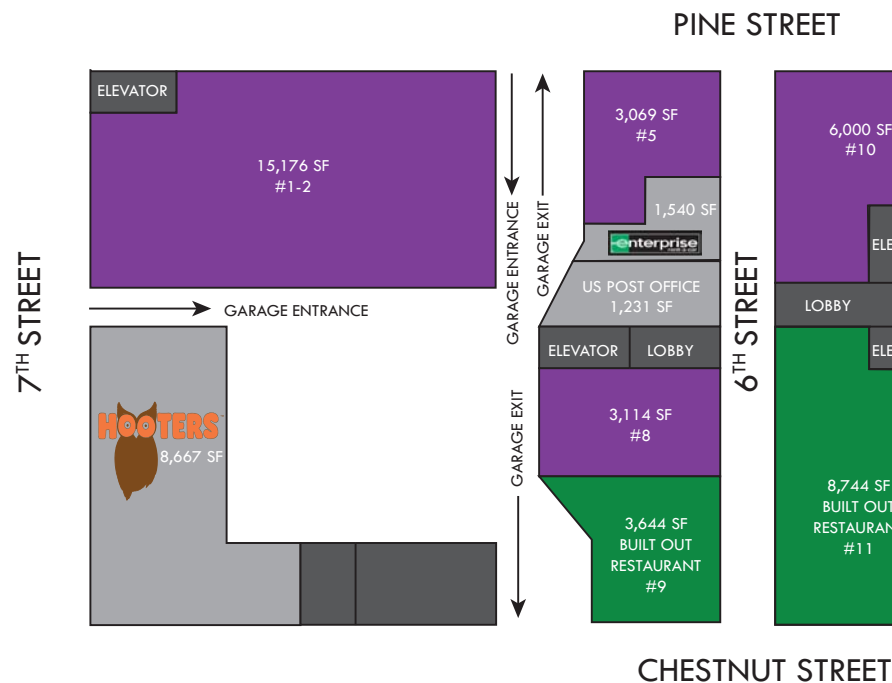 PINE STREET
ELEVATOR
15,176 SF
#1-2
GARAGE ENTRANCE
GARAGE EXIT
3,069 SF
#5
1,540 SF
enterprise
US POST OFFICE
1,231 SF
ELEVATOR
LOBBY
3,114 SF
#8
3,644 SF
BUILT OUT
RESTAURANT
#9
6TH STREET
6,000 SF
#10
ELE
LOBBY
ELE
8,744 SF
BUILT OUT
RESTAURAN
#11
7TH STREET
GARAGE ENTRANCE
HOOTERS
8,667 SF
GARAGE EXIT
CHESTNUT STREET